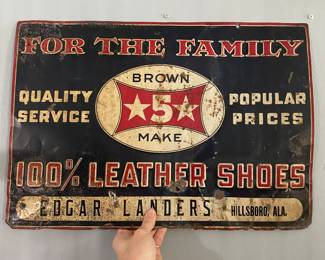 FOR THE FAMILY
BROWN
QUALITY SERVICE
★5★
POPULAR PRICES
MAKE
100% LEATHER SHOES
EDGAR LANDERS HILLSBORO, ALA.